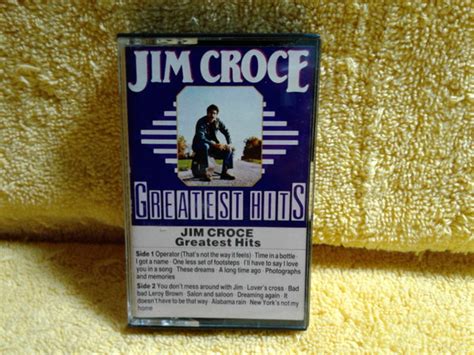 JIM CROCE
GREATEST HITS
JIM CROCE
Greatest Hits
Side 1 Operator (That's not the way it feels) · Time in a bottle ·
I got a name · One less set of footsteps · I'll have to say I love
you in a song · These dreams · A long time ago · Photographs
and memories
Side 2 You don't mess around with Jim · Lover's cross · Bad
bad Leroy Brown · Salon and saloon · Dreaming again · It
doesn't have to be that way · Alabama rain · New York's not my
home